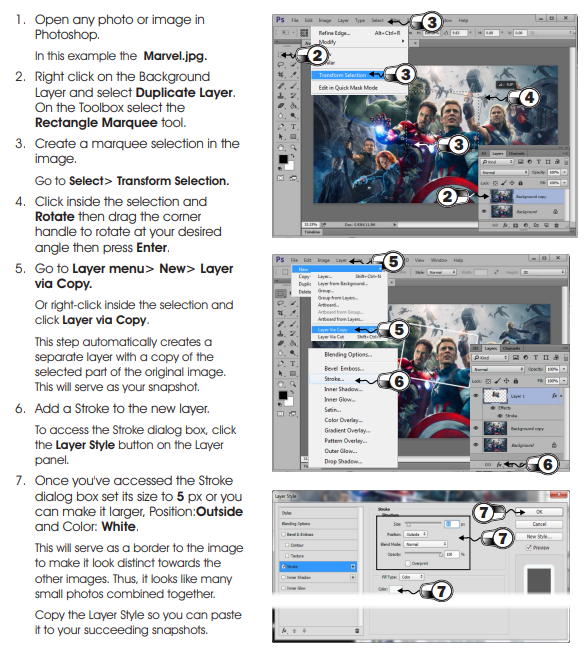 1. Open any photo or image in
Photoshop.
In this example the Marvel.jpg.
2. Right click on the Background
Layer and select Duplicate Layer.
On the Toolbox select the
Rectangle Marquee tool.
3. Create a marquee selection in the
image.
Go to Select> Transform Selection.
4. Click inside the selection and
Rotate then drag the corner
handle to rotate at your desired
angle then press Enter.
5. Go to Layer menu> New> Layer
via Copy.
Or right-click inside the selection and
click Layer via Copy.
This step automatically creates a
separate layer with a copy of the
selected part of the original image.
This will serve as your snapshot.
6. Add a Stroke to the new layer.
To access the Stroke dialog box, click
the Layer Style button on the Layer
panel.
7. Once you've accessed the Stroke
dialog box set its size to 5 px or you
can make it larger, Position:Outside
and Color: White.
This will serve as a border to the image
to make it look distinct towards the
other images. Thus, it looks like many
small photos combined together.
Copy the Layer Style so you can paste
it to your succeeding snapshots.
Ps File Edit Image Layer Type Select Window Help
3
Refine Edge... Alt+Ctrl+R
Modify
2
Transform Selection
3
Edit in Quick Mask Mode
4
3
Layers Channels
Kind
Normal Opacity: 100%
Lock: Fill: 100%
2
Background copy
Background
33.33%
Timeline
Ps File Edit Image Layer
5
View Window Help
New
Layer... Shift+Ctrl+N
Layer from Background...
Delete Group...
Group from Layers...
Artboard...
Artboard from Group...
Artboard from Layers...
Layer Via Copy
5
Layer Via Cut
Style: Normal
Blending Options...
Bevel Emboss...
Stroke...
6
Inner Shadow...
Inner Glow...
Satin...
Color Overlay...
Gradient Overlay...
Pattern Overlay...
Outer Glow...
Drop Shadow...
Layers Channels
Kind
Normal Opacity: 100%
Lock: Fill: 100%
Layer 1 fx
Effects
Stroke
Background copy
Background
6
Layer Style
Styles
Blending Options
Bevel & Emboss
Contour
Texture
Stroke
Inner Shadow
Inner Glow
Stroke
Structure
Size: px
Position: Outside
Blend Mode: Normal
Opacity: 100 %
Overprint
Fill Type: Color
Color:
7
7
7
OK
Cancel
New Style...
Preview